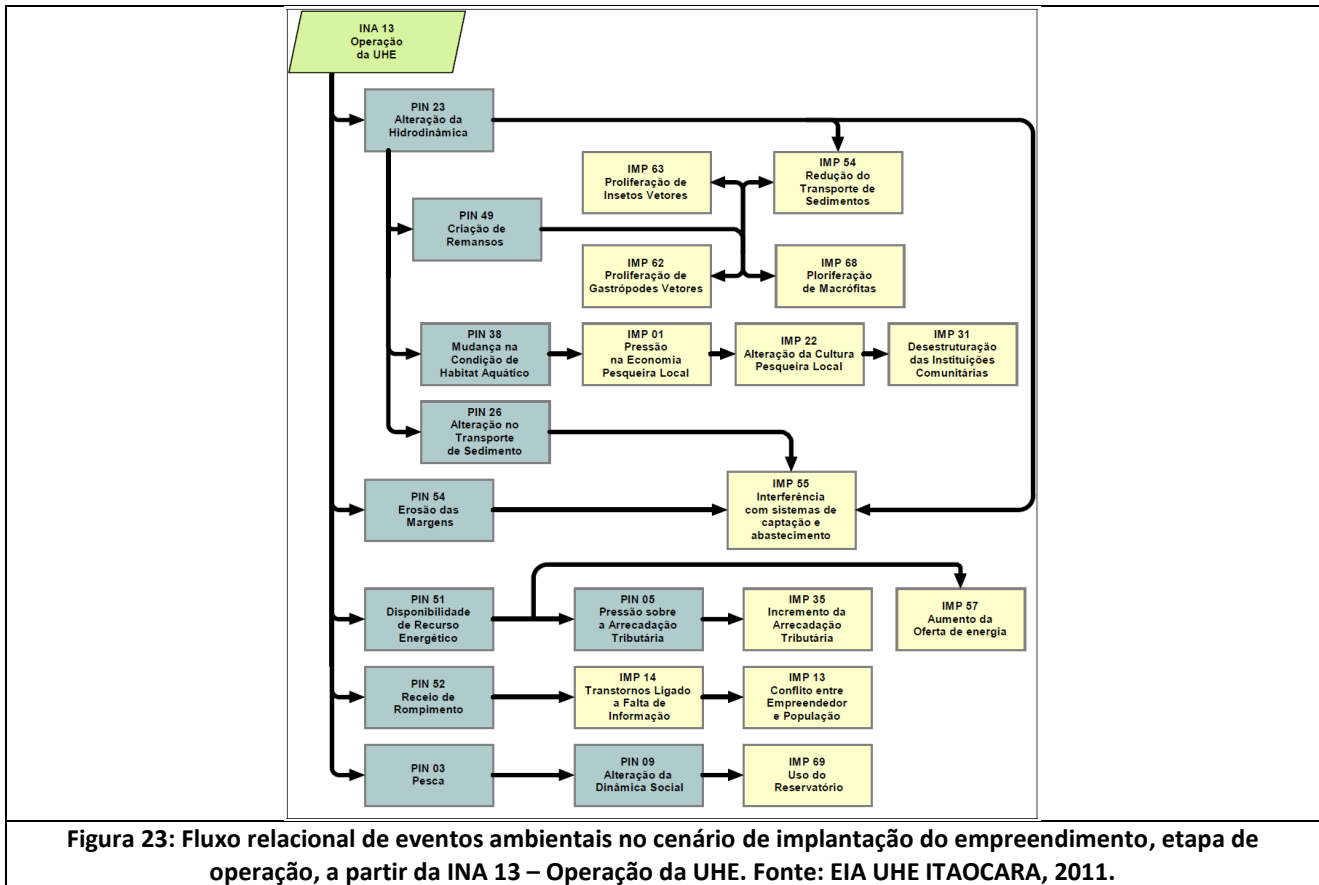 INA 13
Operação
da UHE
PIN 23
Alteração da
Hidrodinâmica
IMP 63
Proliferação de
Insetos Vetores
IMP 54
Redução do
Transporte de
Sedimentos
PIN 49
Criação de
Remansos
IMP 62
Proliferação de
Gastrópodes Vetores
IMP 68
Ploriferação
de Macrófitas
PIN 38
Mudança na
Condição de
Habitat Aquático
IMP 01
Pressão
na Economia
Pesqueira Local
IMP 22
Alteração da Cultura
Pesqueira Local
IMP 31
Desestruturação
das Instituições
Comunitárias
PIN 26
Alteração no
Transporte
de Sedimento
PIN 54
Erosão das
Margens
IMP 55
Interferência
com sistemas de
captação e
abastecimento
PIN 51
Disponibilidade
de Recurso
Energético
PIN 05
Pressão sobre
a Arrecadação
Tributária
IMP 35
Incremento da
Arrecadação
Tributária
IMP 57
Aumento da
Oferta de energia
PIN 52
Receio de
Rompimento
IMP 14
Transtornos Ligado
a Falta de
Informação
IMP 13
Conflito entre
Empreendedor
e População
PIN 03
Pesca
PIN 09
Alteração da
Dinâmica Social
IMP 69
Uso do
Reservatório
Figura 23: Fluxo relacional de eventos ambientais no cenário de implantação do empreendimento, etapa de
operação, a partir da INA 13 – Operação da UHE. Fonte: EIA UHE ITAOCARA, 2011.